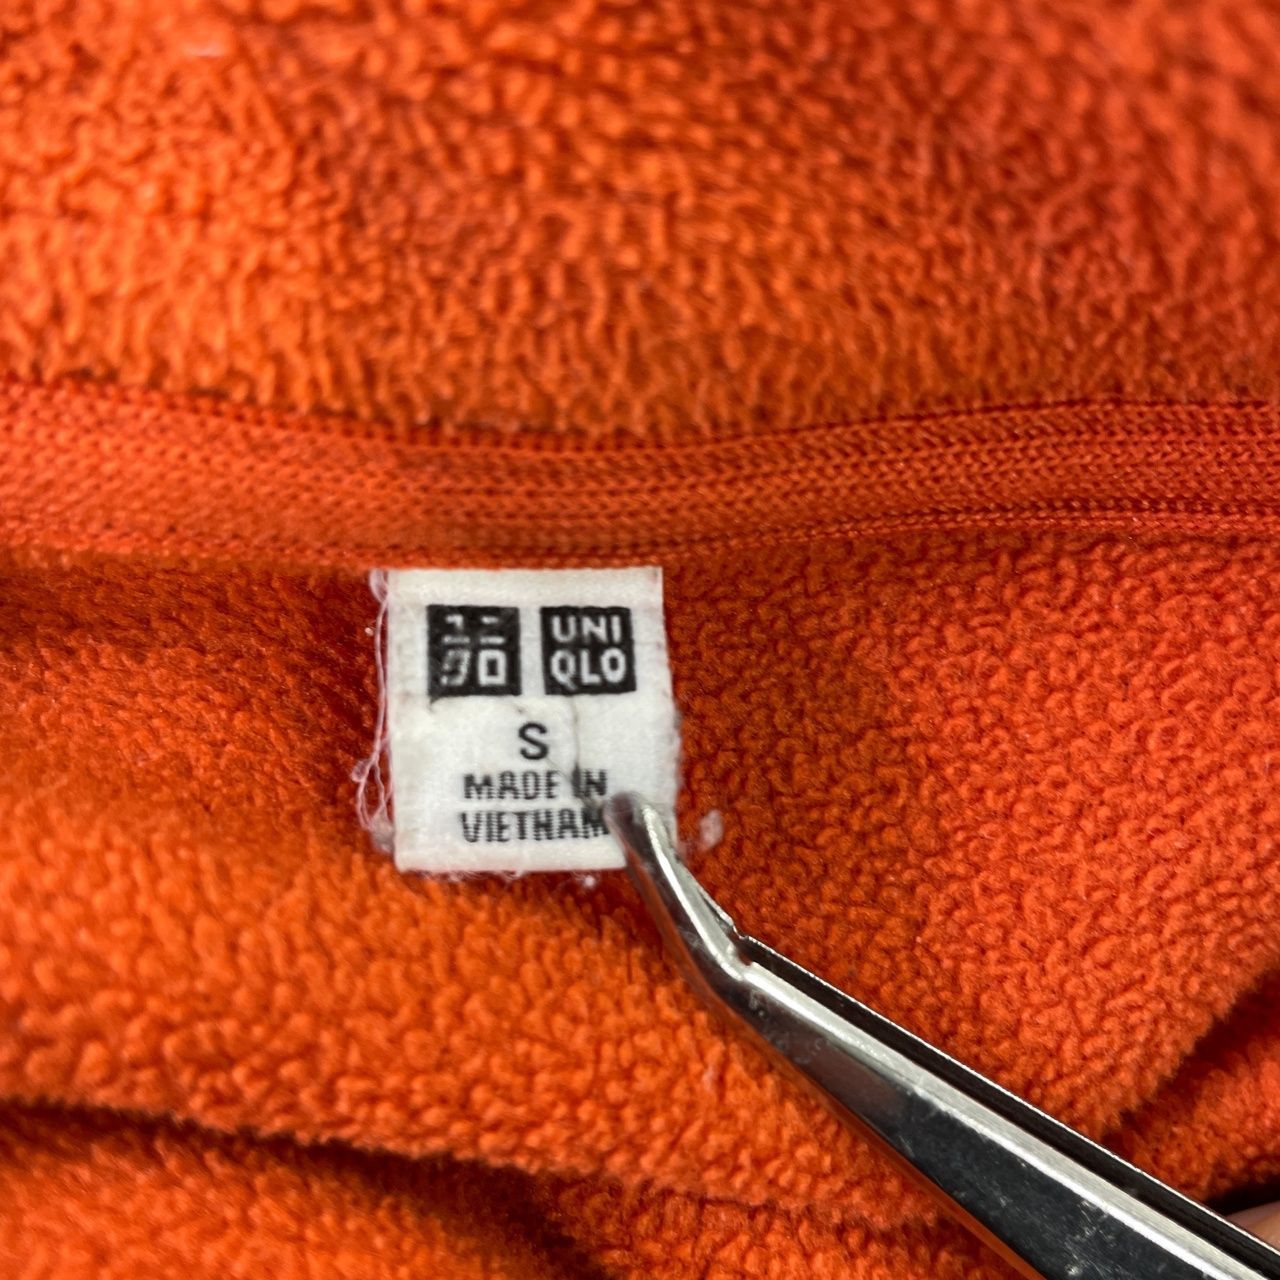 ユニ
クロ
UNI
QLO
S
MADE IN
VIETNAM